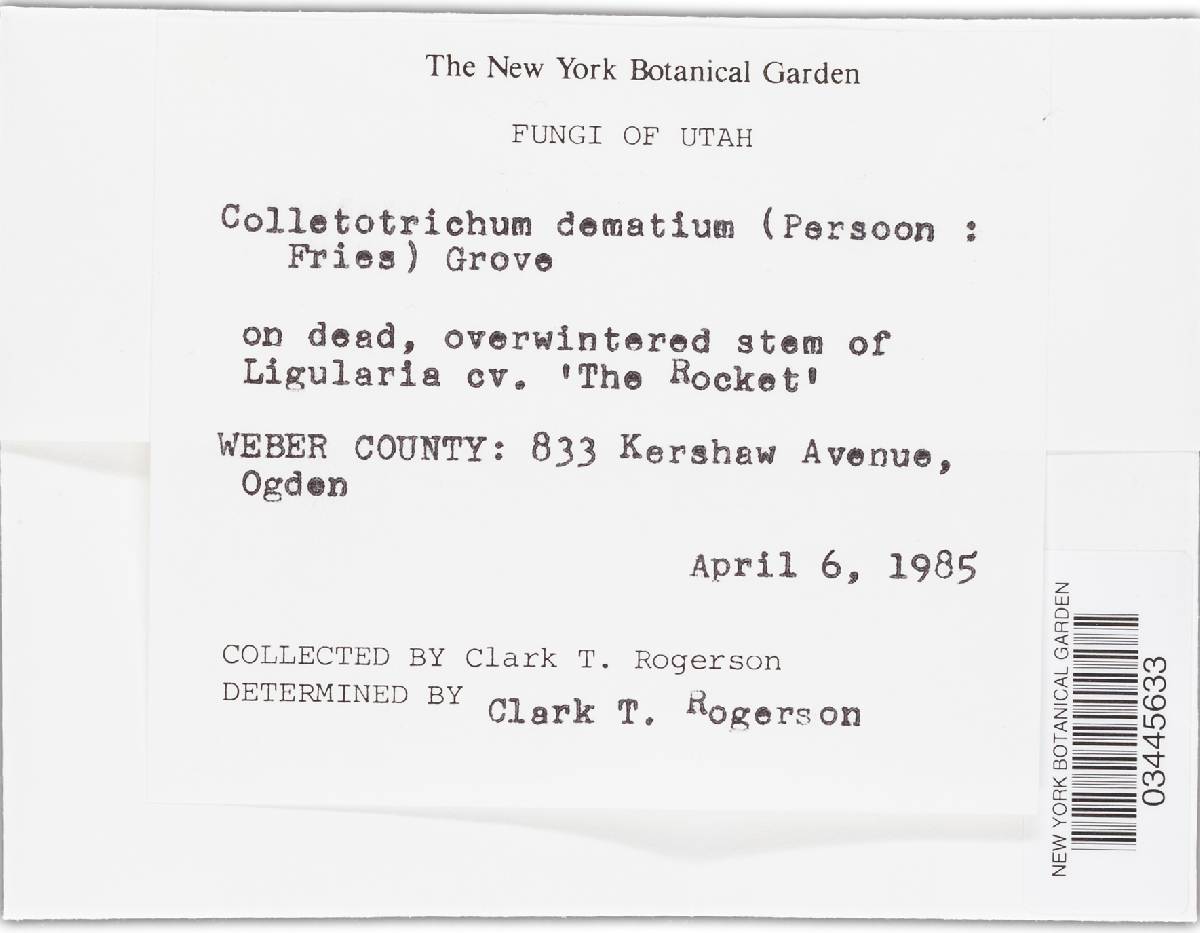 The New York Botanical Garden
FUNGI OF UTAH
Colletotrichum dematium (Persoon :
Fries) Grove
on dead, overwintered stem of
Ligularia cv. 'The Rocket'
WEBER COUNTY: 833 Kershaw Avenue,
Ogden
April 6, 1985
COLLECTED BY Clark T. Rogerson
DETERMINED BY Clark T. Rogerson
NEW YORK BOTANICAL GARDEN
03445633